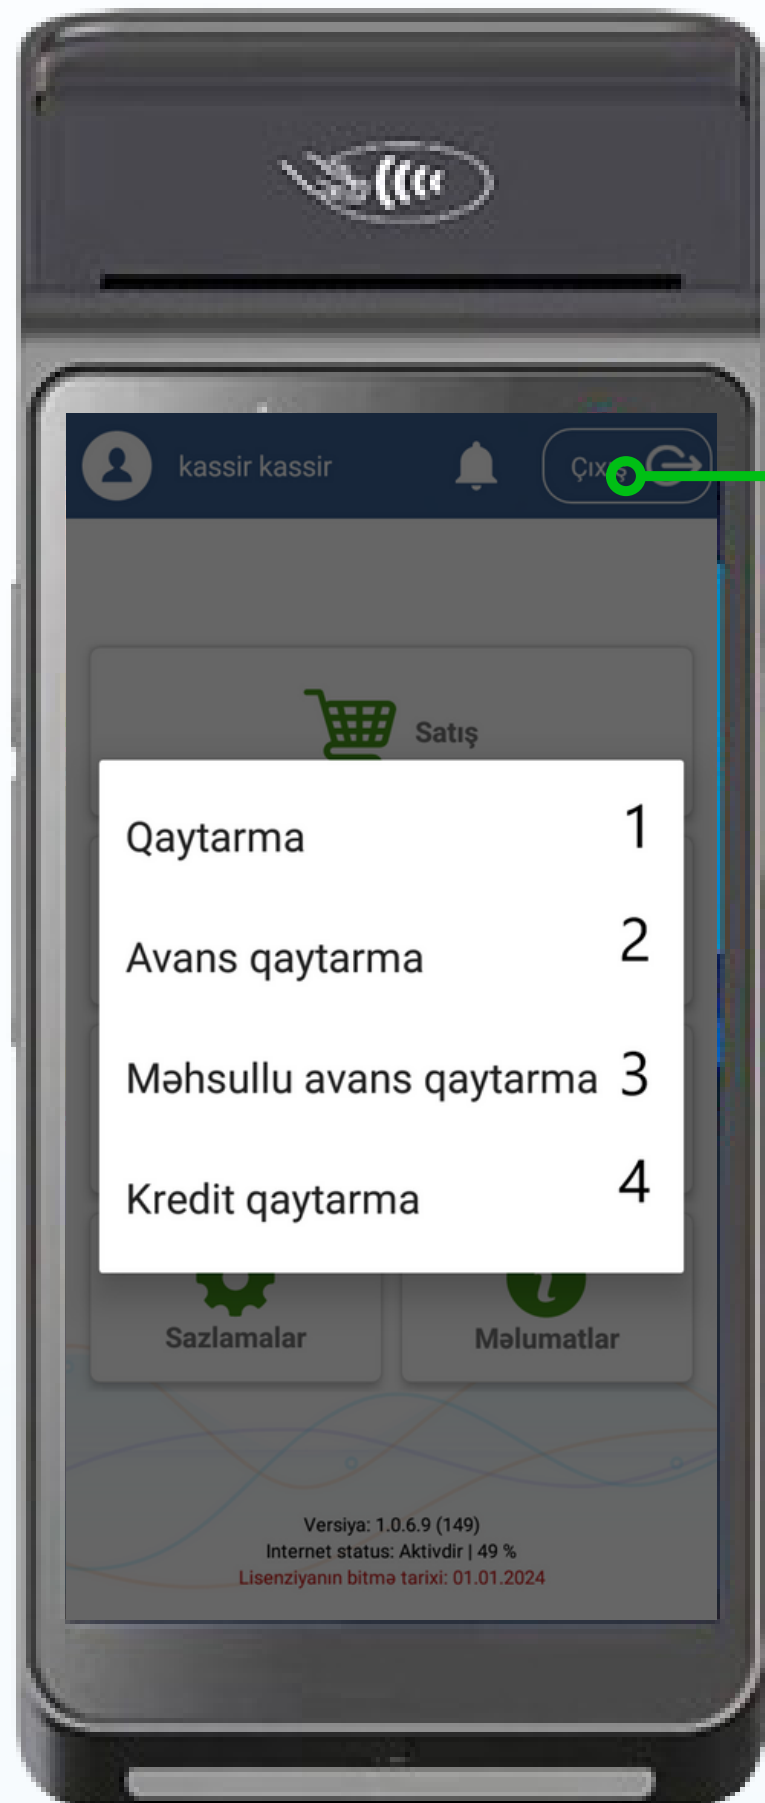 kassir kassir
Çıxış
Satış
Qaytarma 1
Avans qaytarma 2
Məhsullu avans qaytarma 3
Kredit qaytarma 4
Sazlamalar
Məlumatlar
Versiya: 1.0.6.9 (149)
Internet status: Aktivdir | 49 %
Lisenziyanın bitmə tarixi: 01.01.2024